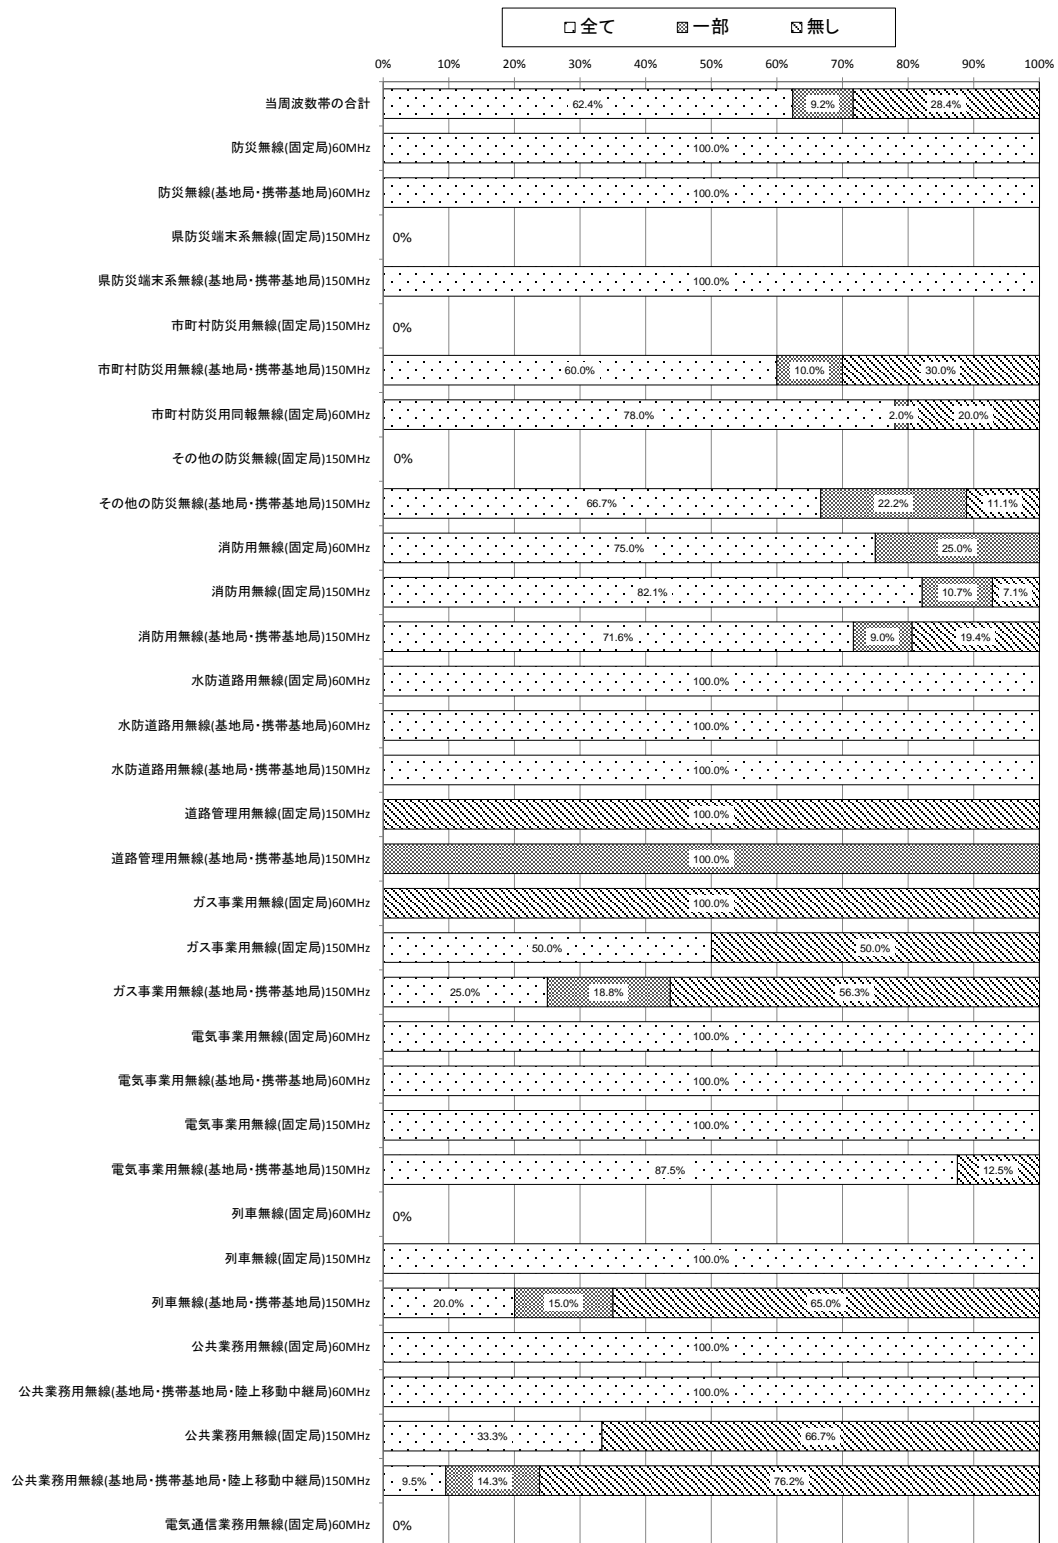 全て 一部 無し
0% 10% 20% 30% 40% 50% 60% 70% 80% 90% 100%
当周波数帯の合計 62.4% 9.2% 28.4%
防災無線(固定局)60MHz 100.0%
防災無線(基地局・携帯基地局)60MHz 100.0%
県防災端末系無線(固定局)150MHz 0%
県防災端末系無線(基地局・携帯基地局)150MHz 100.0%
市町村防災用無線(固定局)150MHz 0%
市町村防災用無線(基地局・携帯基地局)150MHz 60.0% 10.0% 30.0%
市町村防災用同報無線(固定局)60MHz 78.0% 2.0% 20.0%
その他の防災無線(固定局)150MHz 0%
その他の防災無線(基地局・携帯基地局)150MHz 66.7% 22.2% 11.1%
消防用無線(固定局)60MHz 75.0% 25.0%
消防用無線(固定局)150MHz 82.1% 10.7% 7.1%
消防用無線(基地局・携帯基地局)150MHz 71.6% 9.0% 19.4%
水防道路用無線(固定局)60MHz 100.0%
水防道路用無線(基地局・携帯基地局)60MHz 100.0%
水防道路用無線(基地局・携帯基地局)150MHz 100.0%
道路管理用無線(固定局)150MHz 100.0%
道路管理用無線(基地局・携帯基地局)150MHz 100.0%
ガス事業用無線(固定局)60MHz 100.0%
ガス事業用無線(固定局)150MHz 50.0% 50.0%
ガス事業用無線(基地局・携帯基地局)150MHz 25.0% 18.8% 56.3%
電気事業用無線(固定局)60MHz 100.0%
電気事業用無線(基地局・携帯基地局)60MHz 100.0%
電気事業用無線(固定局)150MHz 100.0%
電気事業用無線(基地局・携帯基地局)150MHz 87.5% 12.5%
列車無線(固定局)60MHz 0%
列車無線(固定局)150MHz 100.0%
列車無線(基地局・携帯基地局)150MHz 20.0% 15.0% 65.0%
公共業務用無線(固定局)60MHz 100.0%
公共業務用無線(基地局・携帯基地局・陸上移動中継局)60MHz 100.0%
公共業務用無線(固定局)150MHz 33.3% 66.7%
公共業務用無線(基地局・携帯基地局・陸上移動中継局)150MHz 9.5% 14.3% 76.2%
電気通信業務用無線(固定局)60MHz 0%